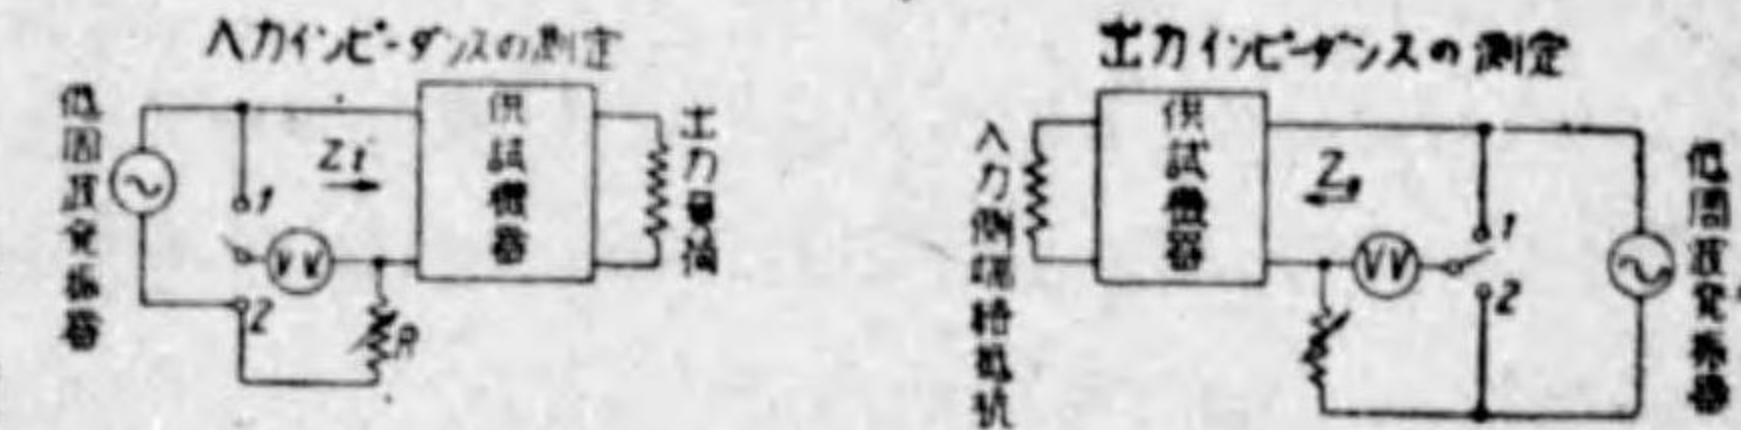 入力インピーダンスの測定
低周波発振器
1
2
VV
Zi
R
供試機器
出力負荷
出力インピーダンスの測定
入力側端結抵抗
供試機器
VV
1
2
低周波発振器